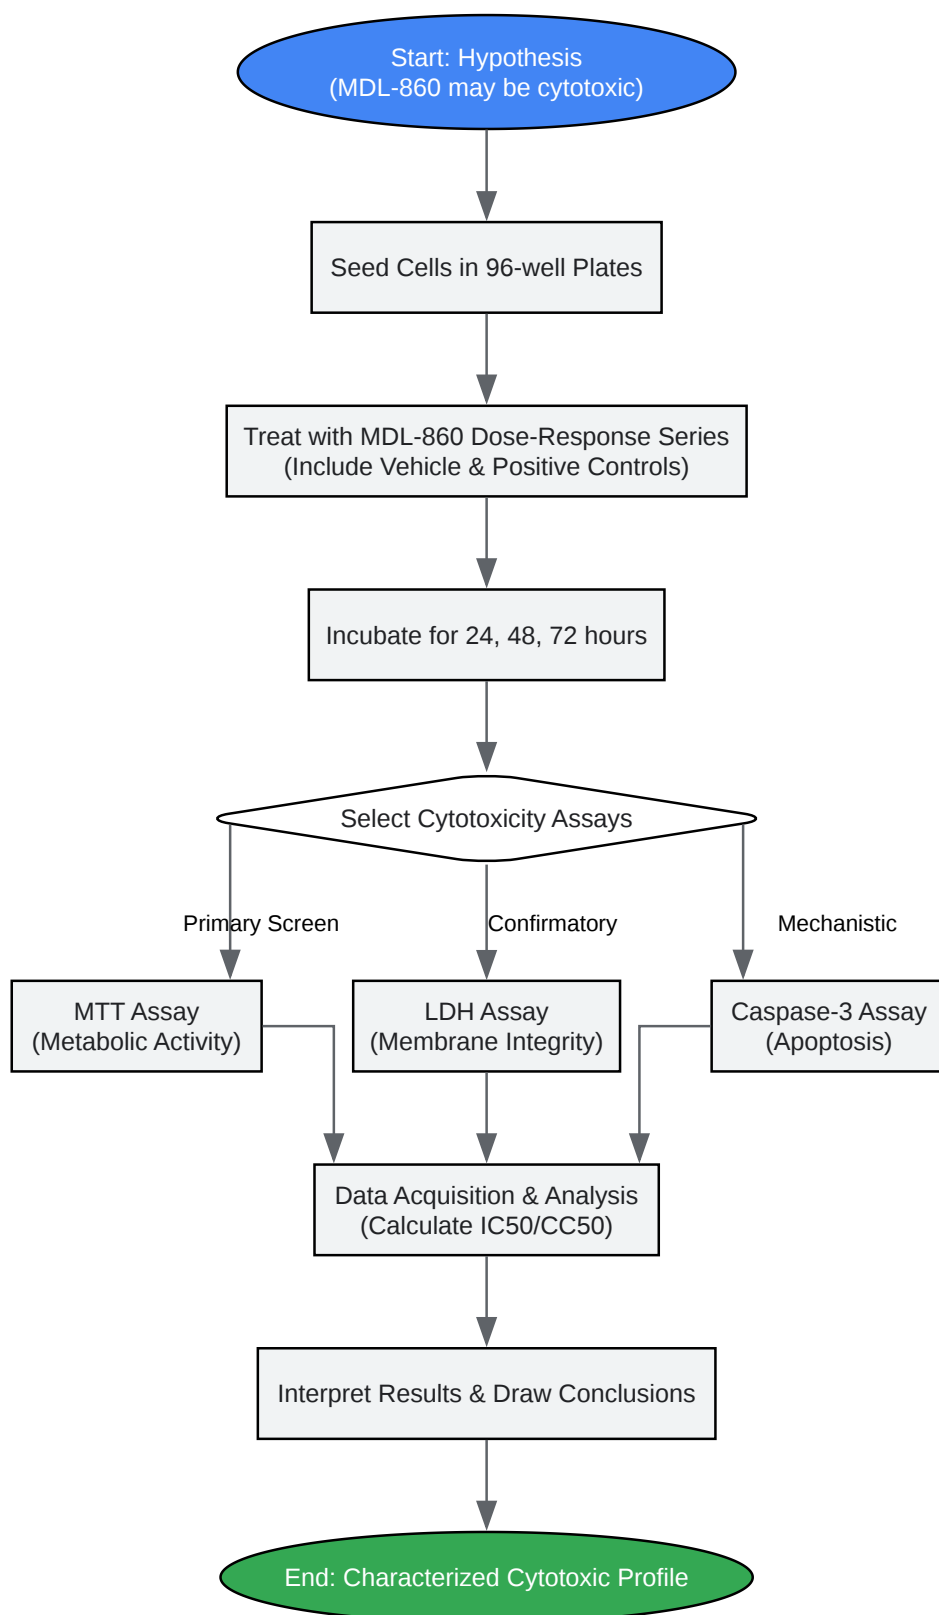 Start: Hypothesis
(MDL-860 may be cytotoxic)
Seed Cells in 96-well Plates
Treat with MDL-860 Dose-Response Series
(Include Vehicle & Positive Controls)
Incubate for 24, 48, 72 hours
Select Cytotoxicity Assays
Primary Screen
Confirmatory
Mechanistic
MTT Assay
(Metabolic Activity)
LDH Assay
(Membrane Integrity)
Caspase-3 Assay
(Apoptosis)
Data Acquisition & Analysis
(Calculate IC50/CC50)
Interpret Results & Draw Conclusions
End: Characterized Cytotoxic Profile